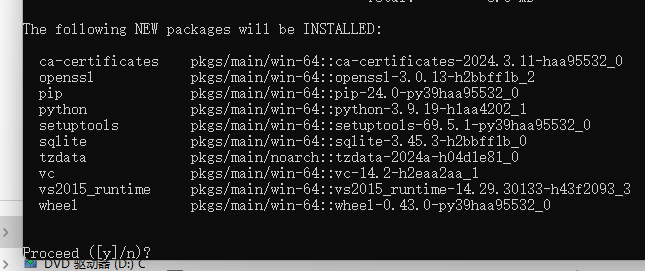 The following NEW packages will be INSTALLED:
ca-certificates pkgs/main/win-64::ca-certificates-2024.3.11-haa95532_0
openssl pkgs/main/win-64::openssl-3.0.13-h2bbff1b_2
pip pkgs/main/win-64::pip-24.0-py39haa95532_0
python pkgs/main/win-64::python-3.9.19-h1aa4202_1
setuptools pkgs/main/win-64::setuptools-69.5.1-py39haa95532_0
sqlite pkgs/main/win-64::sqlite-3.45.3-h2bbff1b_0
tzdata pkgs/main/noarch::tzdata-2024a-h04d1e81_0
vc pkgs/main/win-64::vc-14.2-h2eaa2aa_1
vs2015_runtime pkgs/main/win-64::vs2015_runtime-14.29.30133-h43f2093_3
wheel pkgs/main/win-64::wheel-0.43.0-py39haa95532_0
Proceed ([y]/n)?
DVD 驱动器 (D:) C